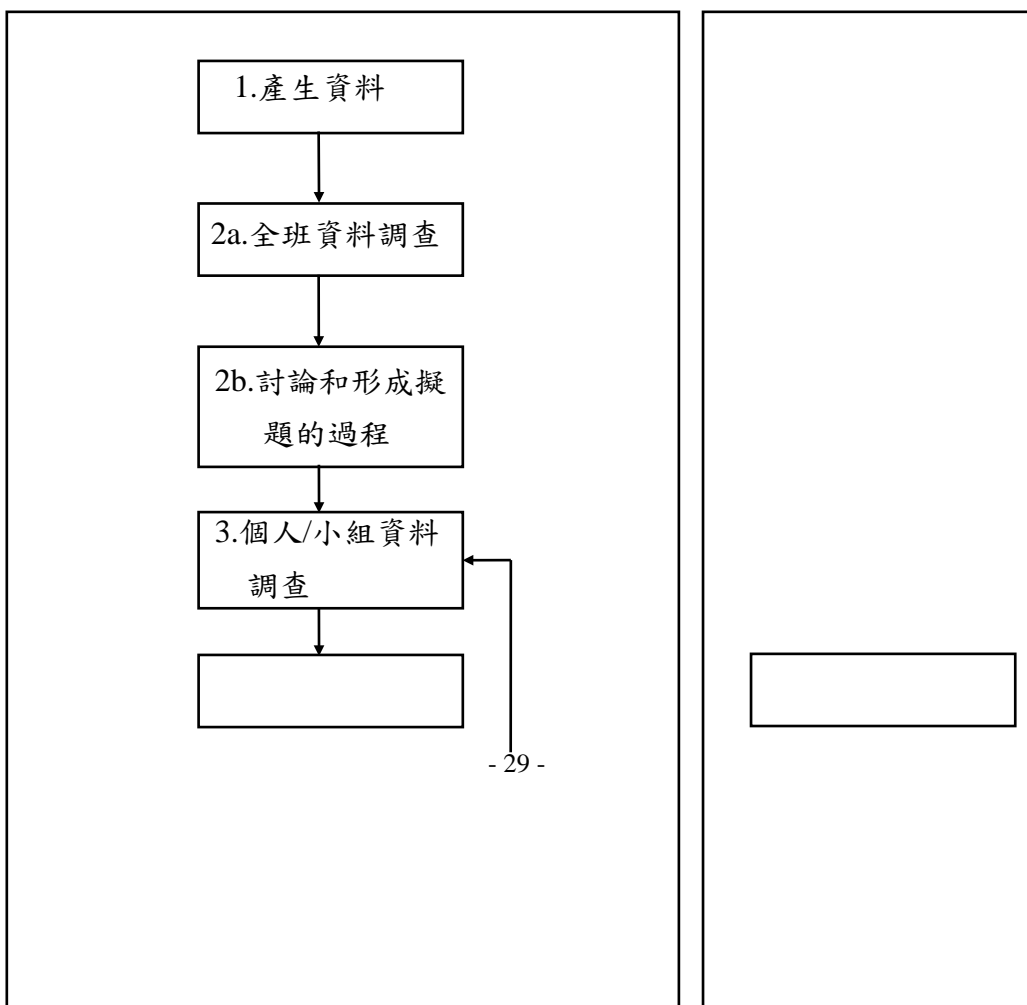 1.產生資料
2a.全班資料調查
2b.討論和形成擬
題的過程
3.個人/小組資料
調查
- 29 -